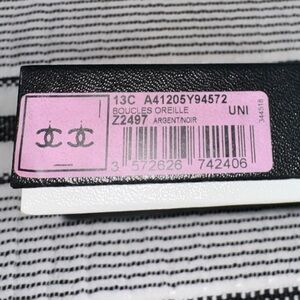 13C A41205Y94572
BOUCLES OREILLE UNI
Z2497 ARGENT/NOIR
344518
3 572626 742406